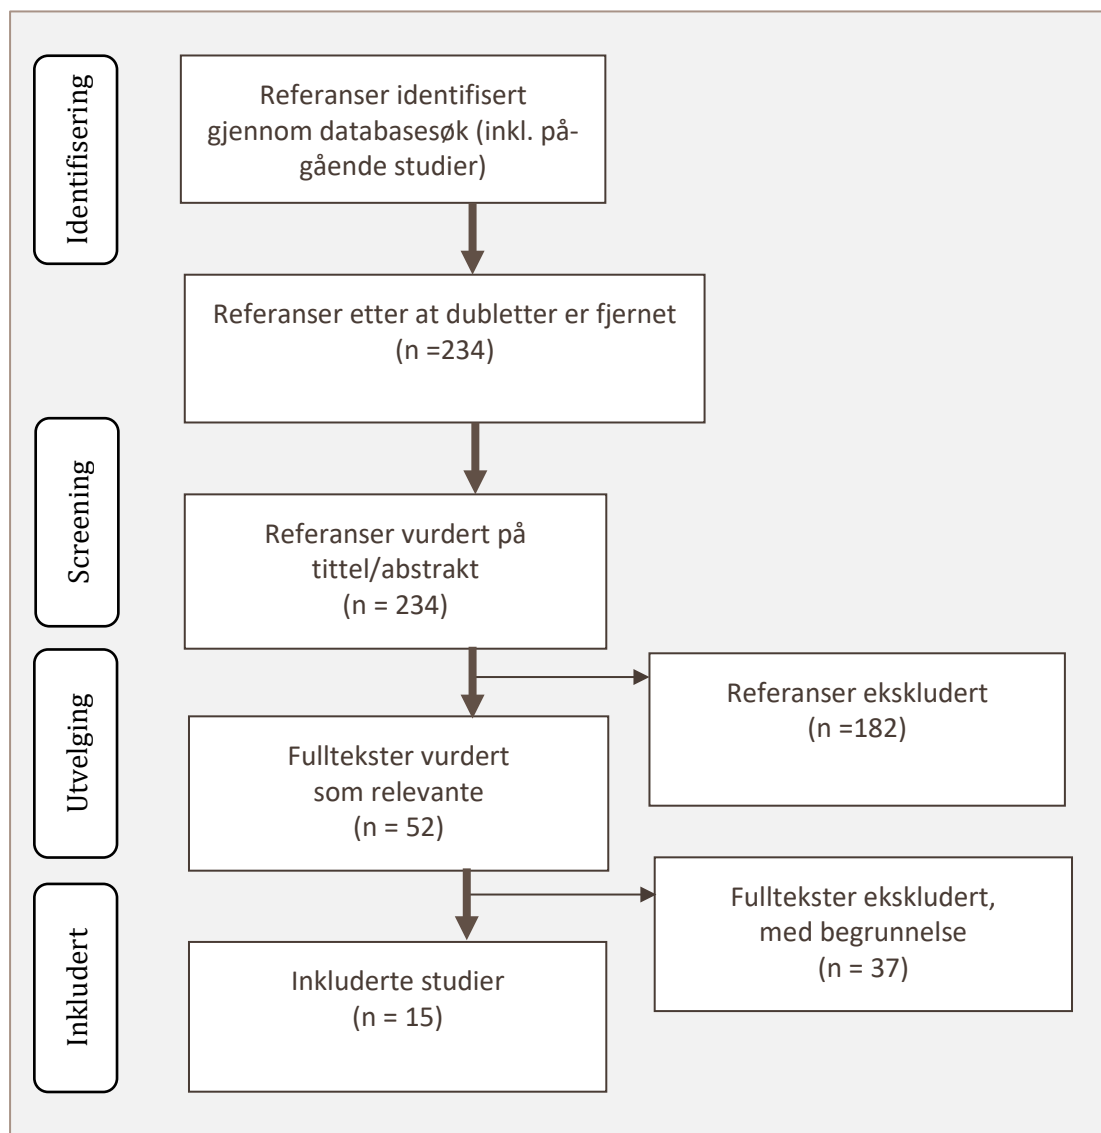 Identifisering
Referanser identifisert
gjennom databasesøk (inkl. på-
gående studier)
Referanser etter at dubletter er fjernet
(n =234)
Screening
Referanser vurdert på
tittel/abstrakt
(n = 234)
Utvelging
Referanser ekskludert
(n =182)
Fulltekster vurdert
som relevante
(n = 52)
Inkludert
Fulltekster ekskludert,
med begrunnelse
(n = 37)
Inkluderte studier
(n = 15)